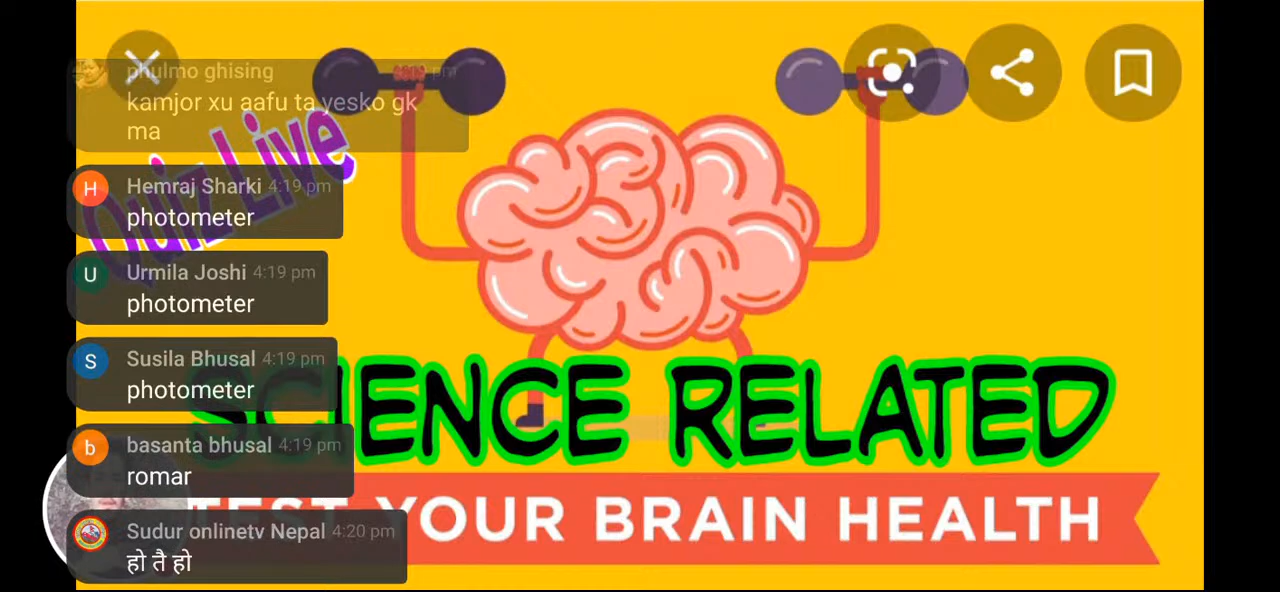 phulmo ghising pm
kamjor xu aafu ta yesko gk
ma
Quiz Live
Hemraj Sharki 4:19 pm
photometer
Urmila Joshi 4:19 pm
photometer
Susila Bhusal 4:19 pm
photometer
SCIENCE RELATED
basanta bhusal 4:19 pm
romar
TEST YOUR BRAIN HEALTH
Sudur onlinetv Nepal 4:20 pm
हो तै हो